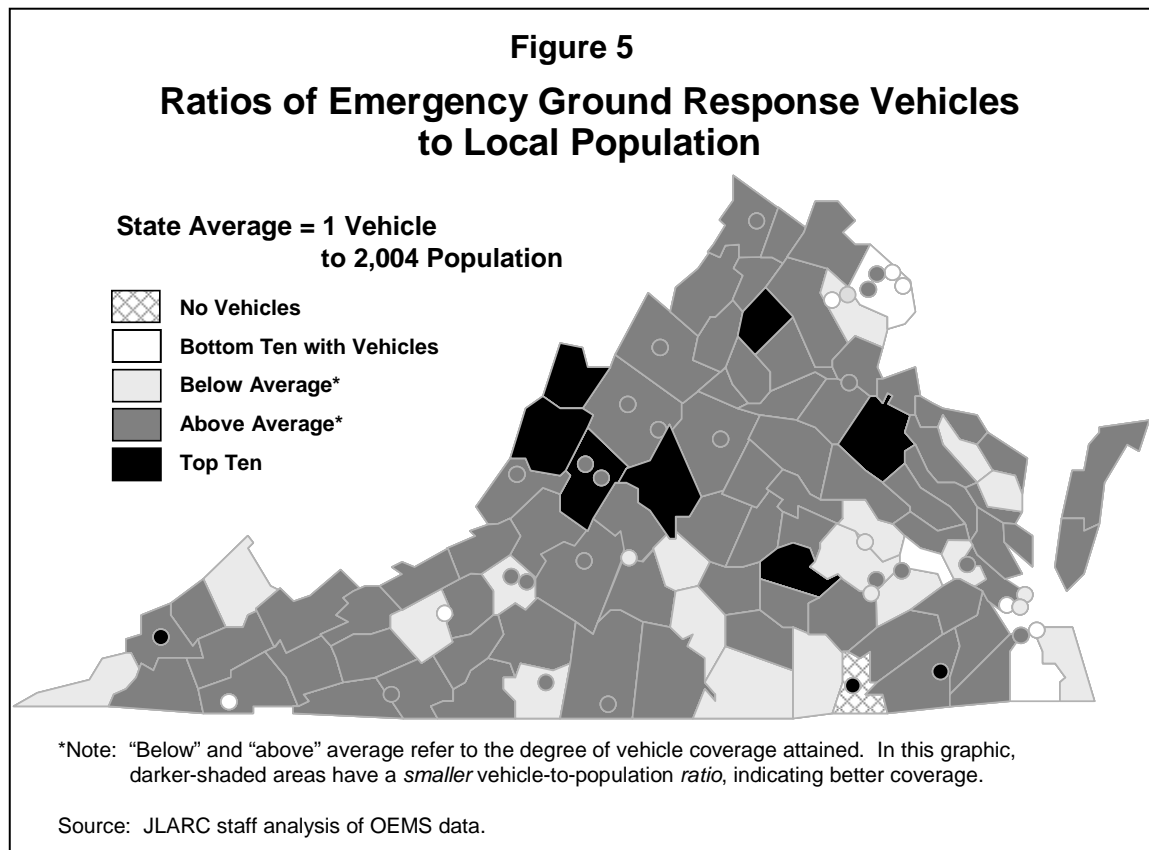 Figure 5
Ratios of Emergency Ground Response Vehicles
to Local Population
State Average = 1 Vehicle
to 2,004 Population
No Vehicles
Bottom Ten with Vehicles
Below Average*
Above Average*
Top Ten
*Note: “Below” and “above” average refer to the degree of vehicle coverage attained. In this graphic,
darker-shaded areas have a smaller vehicle-to-population ratio, indicating better coverage.
Source: JLARC staff analysis of OEMS data.